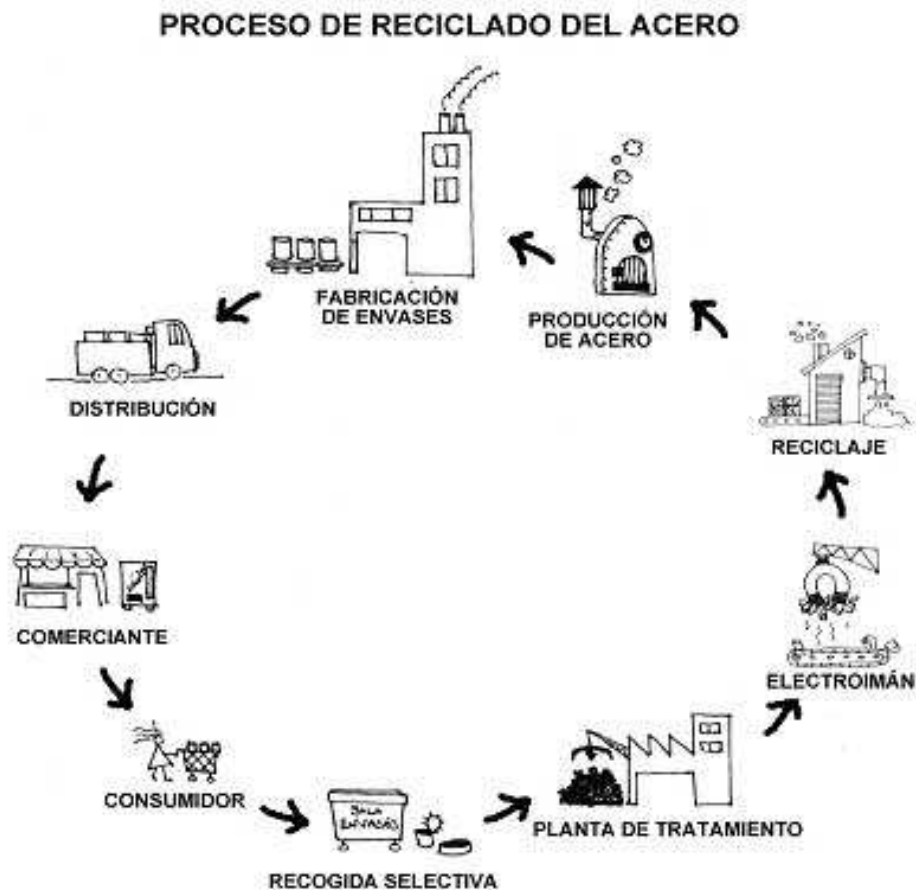 PROCESO DE RECICLADO DEL ACERO
FABRICACIÓN
DE ENVASES
PRODUCCIÓN
DE ACERO
DISTRIBUCIÓN
RECICLAJE
COMERCIANTE
ELECTROIMÁN
CONSUMIDOR
ENVASES
PLANTA DE TRATAMIENTO
RECOGIDA SELECTIVA